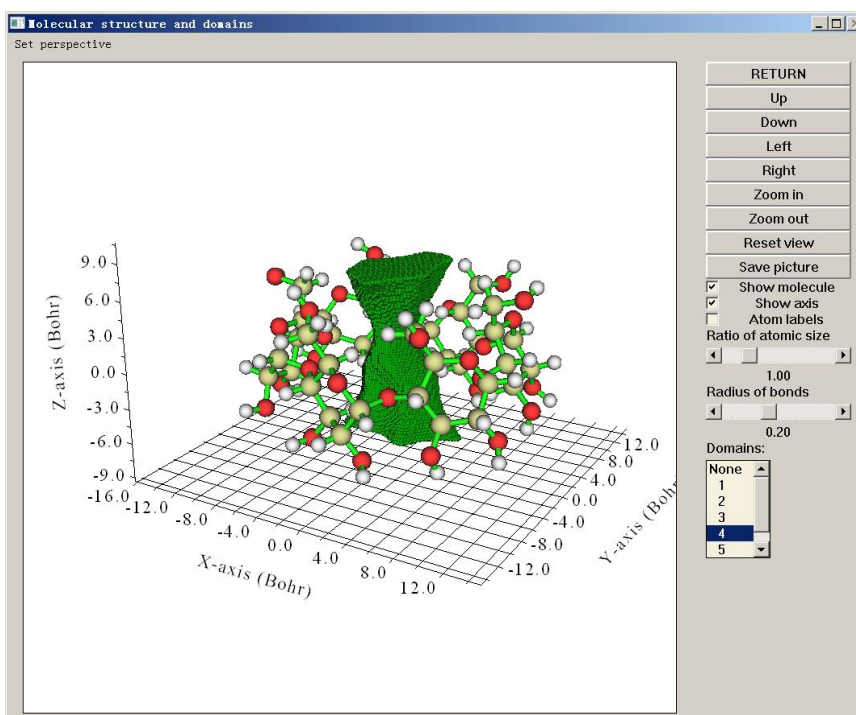 Molecular structure and domains
Set perspective
RETURN
Up
Down
Left
Right
Zoom in
Zoom out
Reset view
Save picture
Show molecule
Show axis
Atom labels
Ratio of atomic size
1.00
Radius of bonds
0.20
Domains:
None
1
2
3
4
5
Z-axis (Bohr)
9.0
6.0
3.0
0.0
-3.0
-6.0
-9.0
X-axis (Bohr)
-16.0
-12.0
-8.0
-4.0
0.0
4.0
8.0
12.0
Y-axis (Bohr
12.0
8.0
4.0
0.0
-4.0
-8.0
-12.0